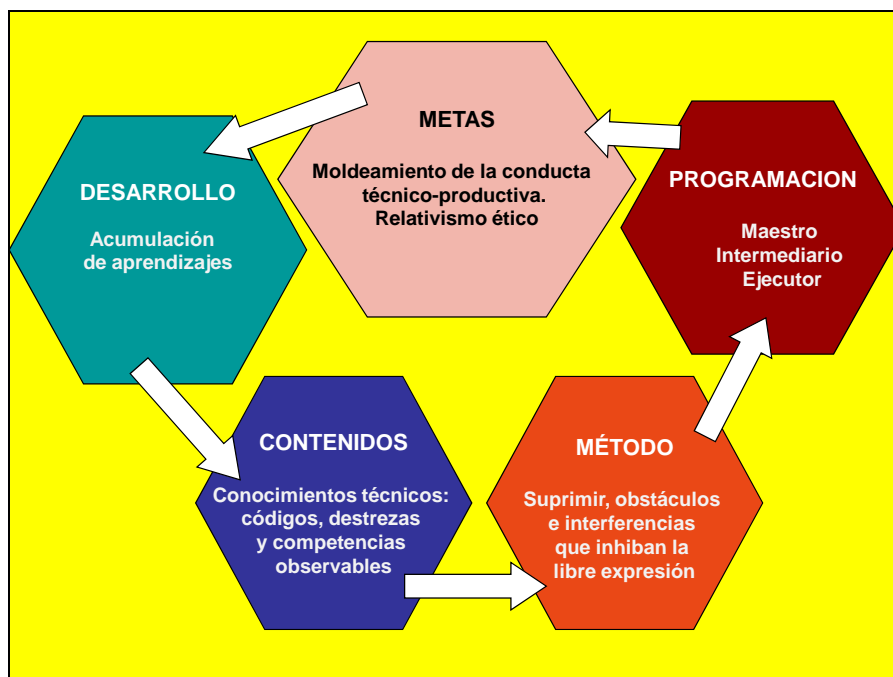 METAS
Moldeamiento de la conducta
técnico-productiva.
Relativismo ético
DESARROLLO
Acumulación
de aprendizajes
CONTENIDOS
Conocimientos técnicos:
códigos, destrezas
y competencias
observables
MÉTODO
Suprimir, obstáculos
e interferencias
que inhiban la
libre expresión
PROGRAMACION
Maestro
Intermediario
Ejecutor